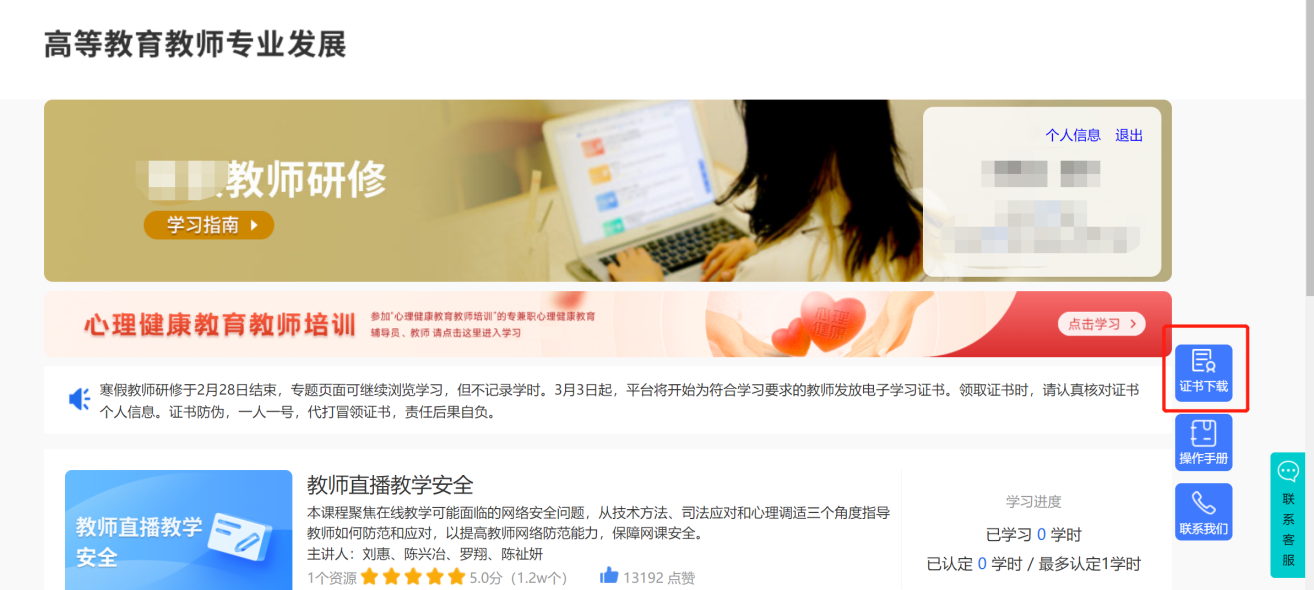 高等教育教师专业发展
教师研修
学习指南
个人信息 退出
心理健康教育教师培训
参加"心理健康教育教师培训"的专兼职心理健康教育
辅导员、教师 请点击这里进入学习
心理
健康
点击学习
寒假教师研修于2月28日结束，专题页面可继续浏览学习，但不记录学时。3月3日起，平台将开始为符合学习要求的教师发放电子学习证书。领取证书时，请认真核对证书
个人信息。证书防伪，一人一号，代打冒领证书，责任后果自负。
证书下载
操作手册
联系我们
联系客服
教师直播教学
安全
教师直播教学安全
本课程聚焦在线教学可能面临的网络安全问题，从技术方法、司法应对和心理调适三个角度指导
教师如何防范和应对，以提高教师网络防范能力，保障网课安全。
主讲人：刘惠、陈兴冶、罗翔、陈祉妍
1个资源 5.0分（1.2w个） 13192 点赞
学习进度
已学习 0 学时
已认定 0 学时 / 最多认定1学时